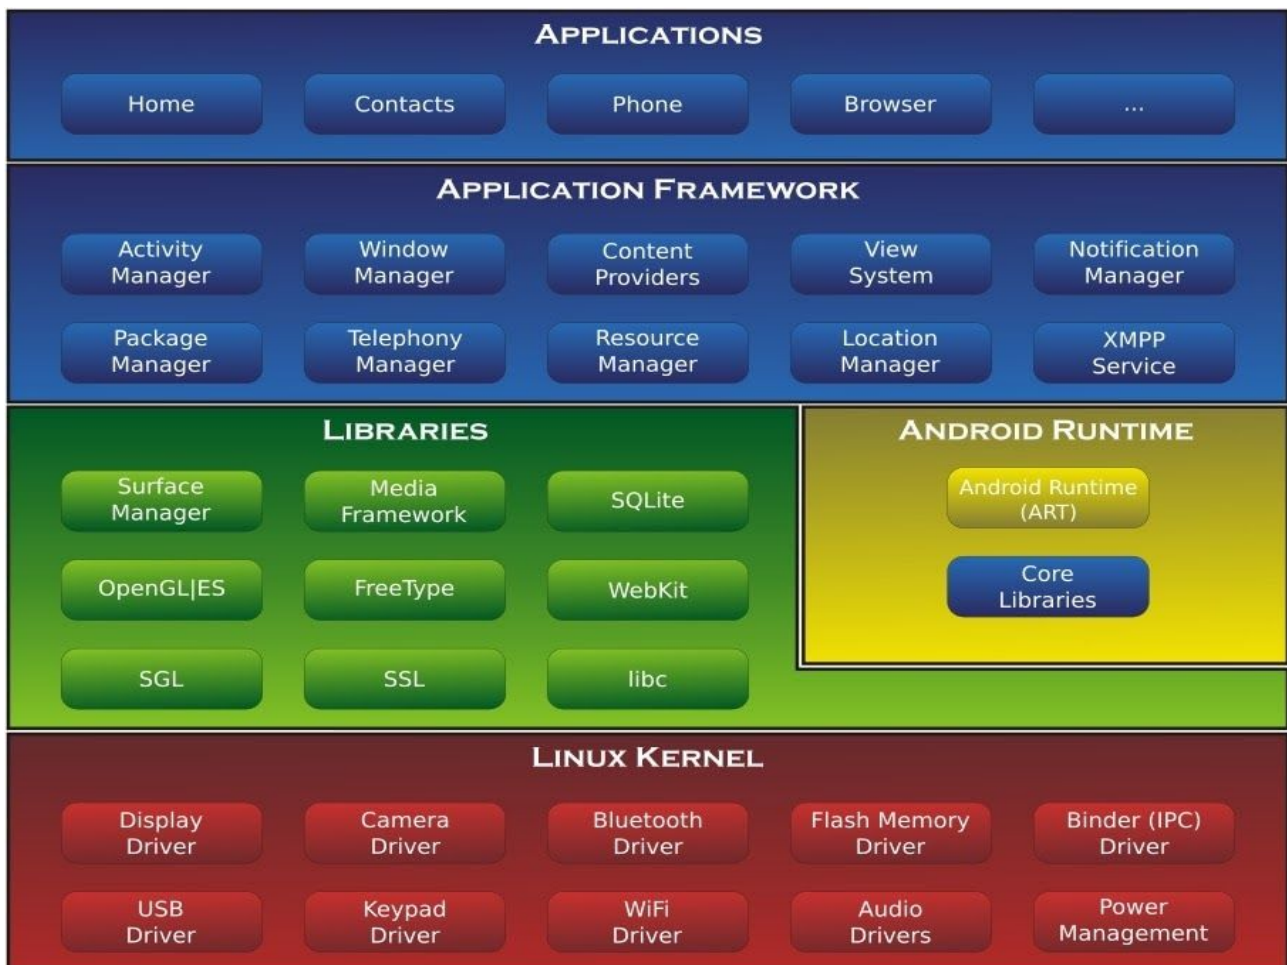 APPLICATIONS
Home
Contacts
Phone
Browser
...
APPLICATION FRAMEWORK
Activity
Manager
Window
Manager
Content
Providers
View
System
Notification
Manager
Package
Manager
Telephony
Manager
Resource
Manager
Location
Manager
XMPP
Service
LIBRARIES
Surface
Manager
Media
Framework
SQLite
OpenGL|ES
FreeType
WebKit
SGL
SSL
libc
ANDROID RUNTIME
Android Runtime
(ART)
Core
Libraries
LINUX KERNEL
Display
Driver
Camera
Driver
Bluetooth
Driver
Flash Memory
Driver
Binder (IPC)
Driver
USB
Driver
Keypad
Driver
WiFi
Driver
Audio
Drivers
Power
Management